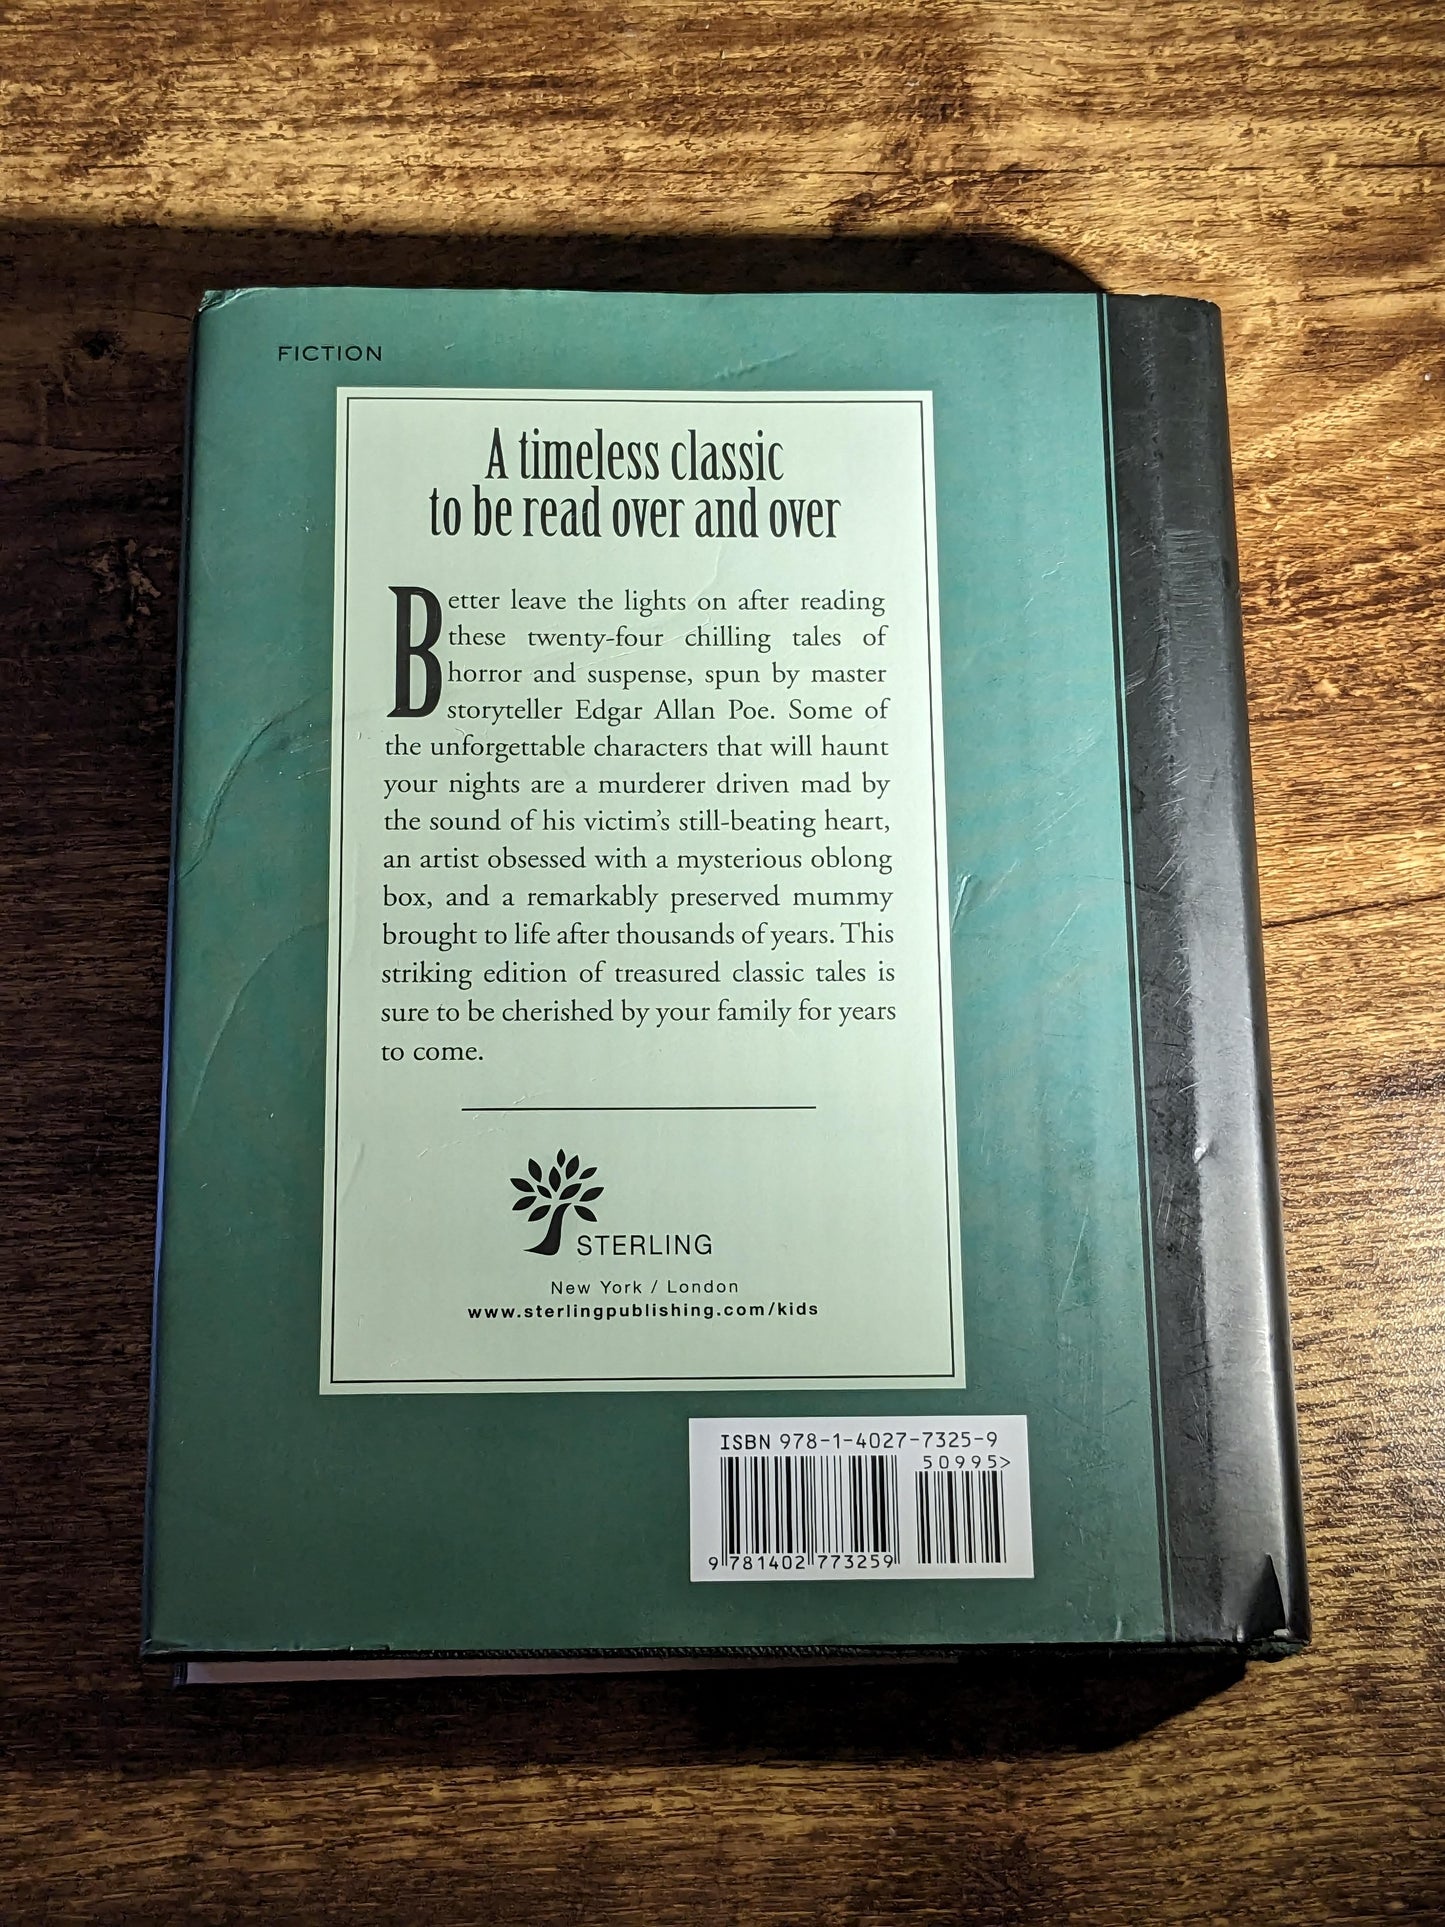 FICTION
A timeless classic
to be read over and over
Better leave the lights on after reading
these twenty-four chilling tales of
horror and suspense, spun by master
storyteller Edgar Allan Poe. Some of
the unforgettable characters that will haunt
your nights are a murderer driven mad by
the sound of his victim's still-beating heart,
an artist obsessed with a mysterious oblong
box, and a remarkably preserved mummy
brought to life after thousands of years. This
striking edition of treasured classic tales is
sure to be cherished by your family for years
to come.
STERLING
New York / London
www.sterlingpublishing.com/kids
ISBN 978-1-4027-7325-9
50995>
9 781402 773259